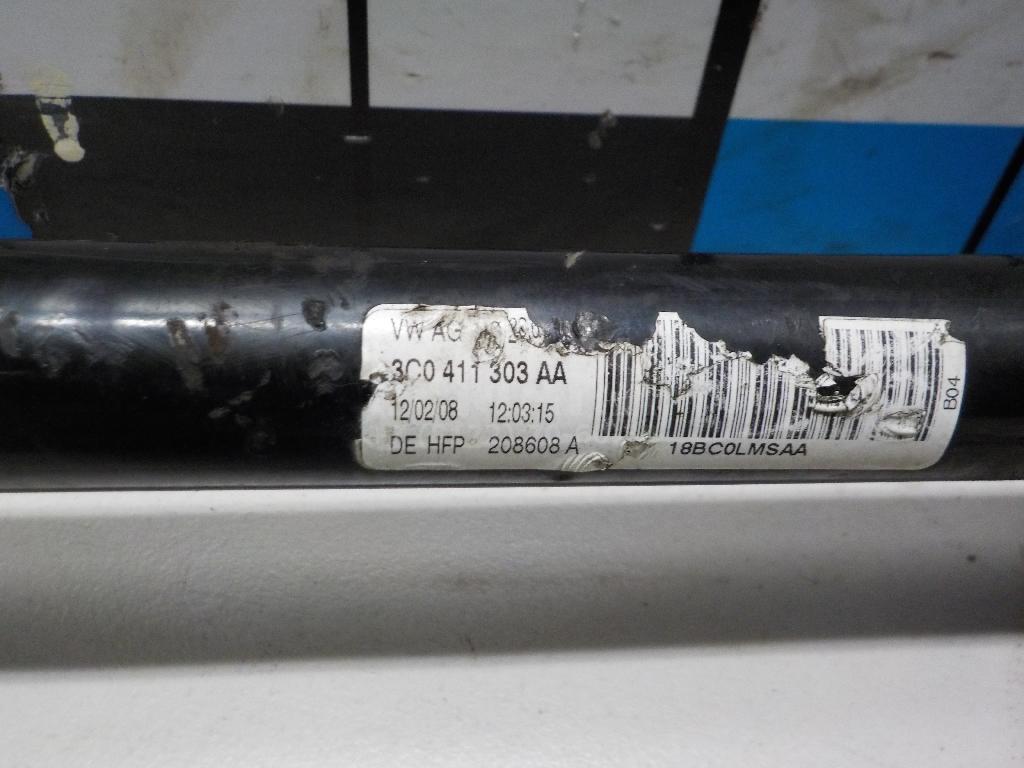 VW AG
3C0 411 303 AA
12/02/08 12:03:15
DE HFP 208608 A
18BC0LMSAA
B04